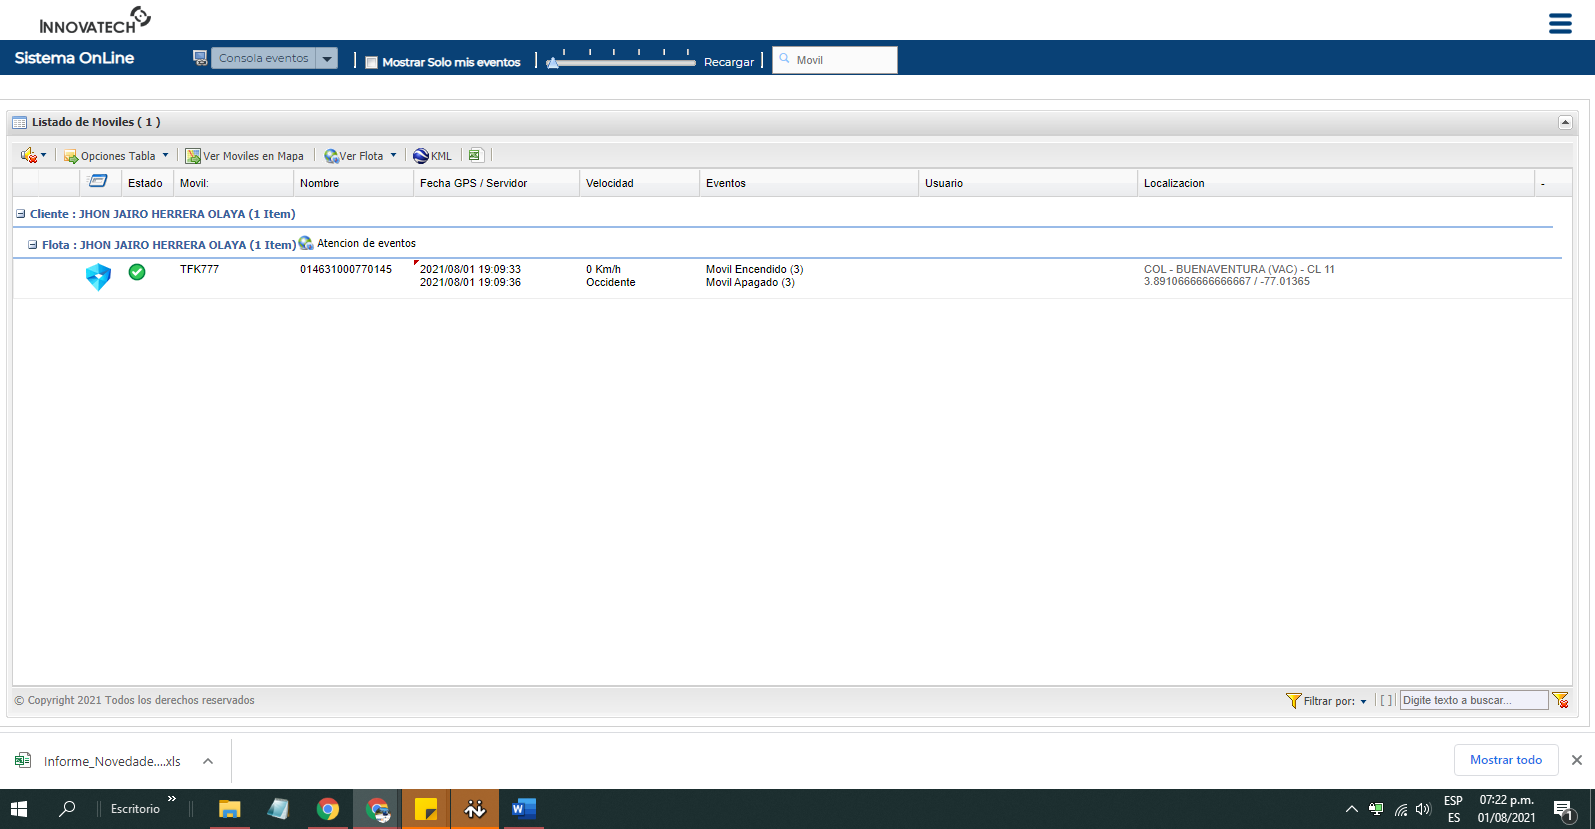 INNOVATECH
Sistema OnLine
Consola eventos
Mostrar Solo mis eventos
Recargar
Movil
Listado de Moviles ( 1 )
Opciones Tabla
Ver Moviles en Mapa
Ver Flota
KML
Estado
Movil:
Nombre
Fecha GPS / Servidor
Velocidad
Eventos
Usuario
Localizacion
-
Cliente : JHON JAIRO HERRERA OLAYA (1 Item)
Flota : JHON JAIRO HERRERA OLAYA (1 Item)
Atencion de eventos
TFK777
014631000770145
2021/08/01 19:09:33
2021/08/01 19:09:36
0 Km/h
Occidente
Movil Encendido (3)
Movil Apagado (3)
COL - BUENAVENTURA (VAC) - CL 11
3.8910666666666667 / -77.01365
© Copyright 2021 Todos los derechos reservados
Filtrar por:
[ ]
Digite texto a buscar...
Informe_Novedade....xls
Mostrar todo
Escritorio
ESP
ES
07:22 p.m.
01/08/2021
1